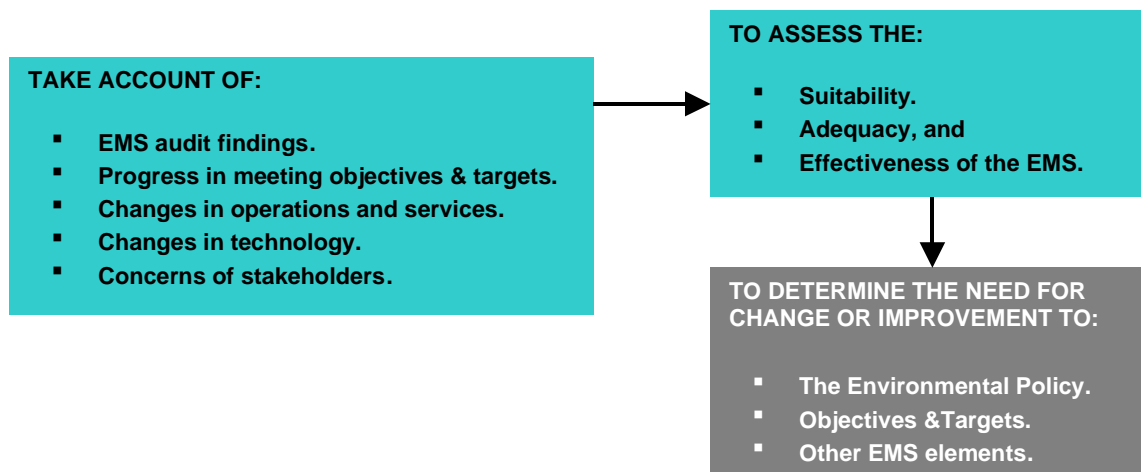 TAKE ACCOUNT OF:
▪ EMS audit findings.
▪ Progress in meeting objectives & targets.
▪ Changes in operations and services.
▪ Changes in technology.
▪ Concerns of stakeholders.
TO ASSESS THE:
▪ Suitability.
▪ Adequacy, and
▪ Effectiveness of the EMS.
TO DETERMINE THE NEED FOR
CHANGE OR IMPROVEMENT TO:
▪ The Environmental Policy.
▪ Objectives &Targets.
▪ Other EMS elements.